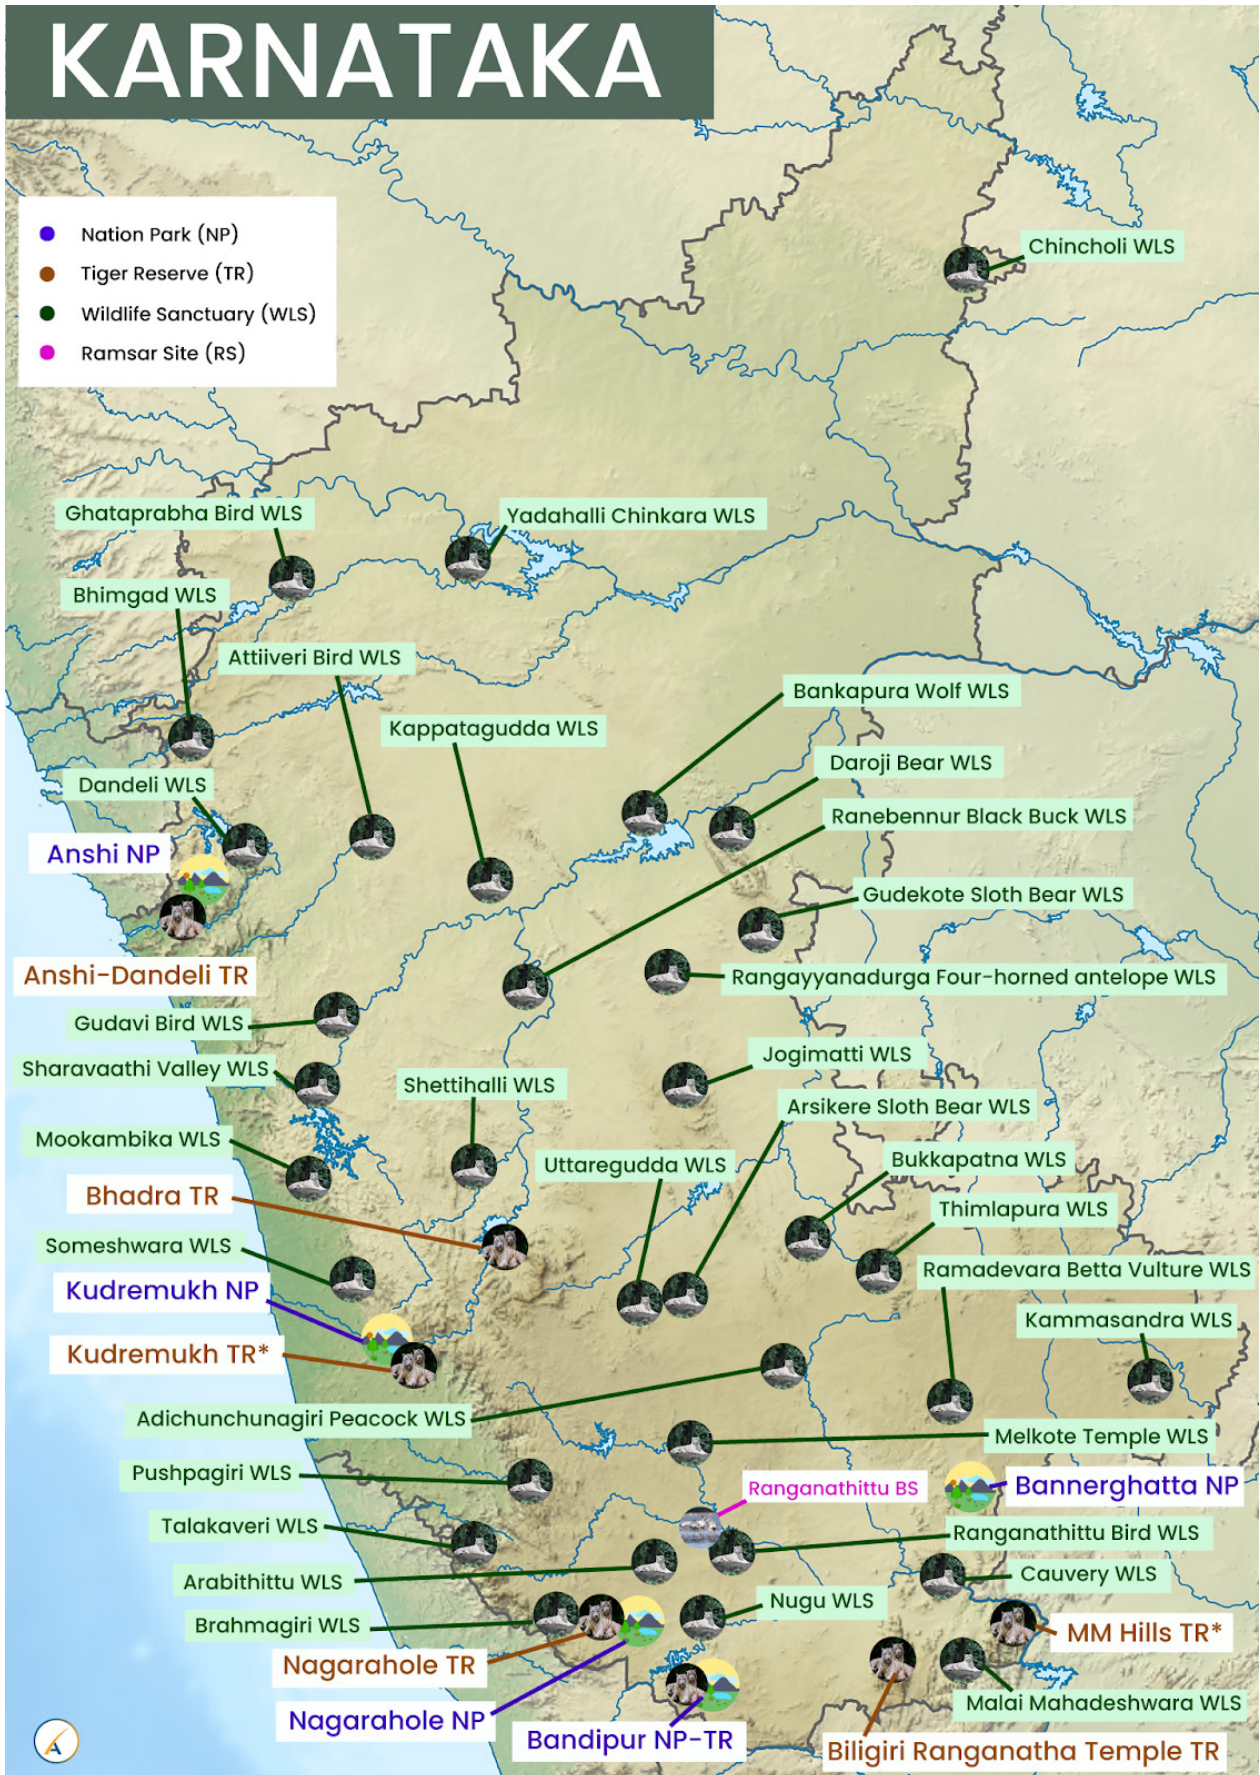 KARNATAKA
Nation Park (NP)
Tiger Reserve (TR)
Wildlife Sanctuary (WLS)
Ramsar Site (RS)
Chincholi WLS
Ghataprabha Bird WLS
Yadahalli Chinkara WLS
Bhimgad WLS
Attiiveri Bird WLS
Bankapura Wolf WLS
Kappatagudda WLS
Daroji Bear WLS
Dandeli WLS
Ranebennur Black Buck WLS
Anshi NP
Gudekote Sloth Bear WLS
Anshi-Dandeli TR
Rangayyanadurga Four-horned antelope WLS
Gudavi Bird WLS
Jogimatti WLS
Sharavaathi Valley WLS
Shettihalli WLS
Arsikere Sloth Bear WLS
Mookambika WLS
Uttaregudda WLS
Bukkapatna WLS
Bhadra TR
Thimlapura WLS
Someshwara WLS
Ramadevara Betta Vulture WLS
Kudremukh NP
Kammasandra WLS
Kudremukh TR*
Adichunchunagiri Peacock WLS
Melkote Temple WLS
Pushpagiri WLS
Ranganathittu BS
Bannerghatta NP
Talakaveri WLS
Ranganathittu Bird WLS
Arabithittu WLS
Cauvery WLS
Nugu WLS
Brahmagiri WLS
MM Hills TR*
Nagarahole TR
Malai Mahadeshwara WLS
Nagarahole NP
Bandipur NP-TR
Biligiri Ranganatha Temple TR
A